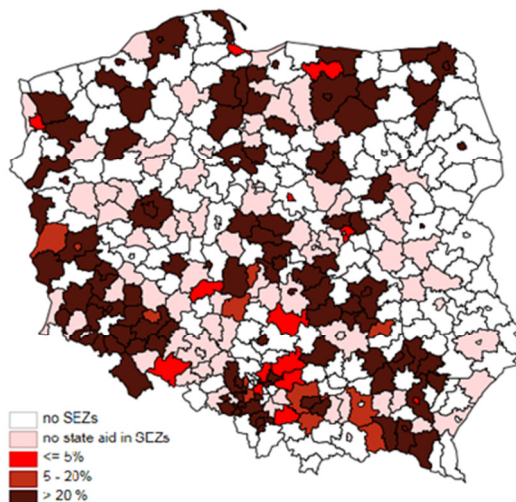 no SEZs
no state aid in SEZs
<= 5%
5 - 20%
> 20 %